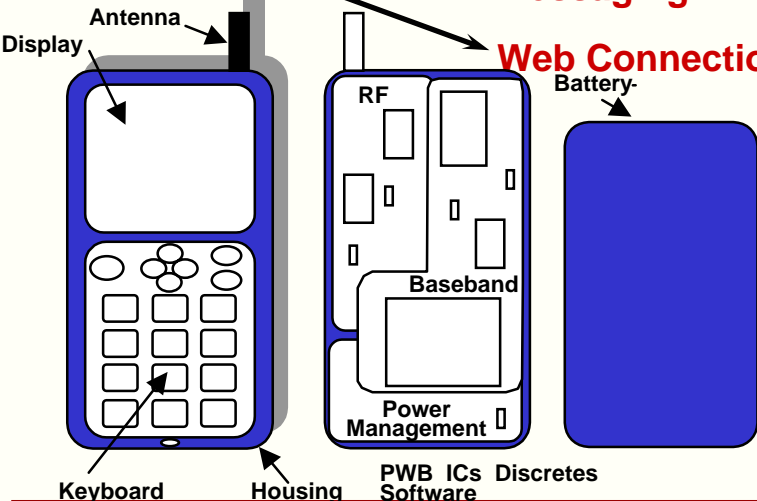 Antenna
Display
Web Connectio
Battery-
RF
Baseband
Power
Management
Keyboard
Housing
PWB ICs Discretes
Software